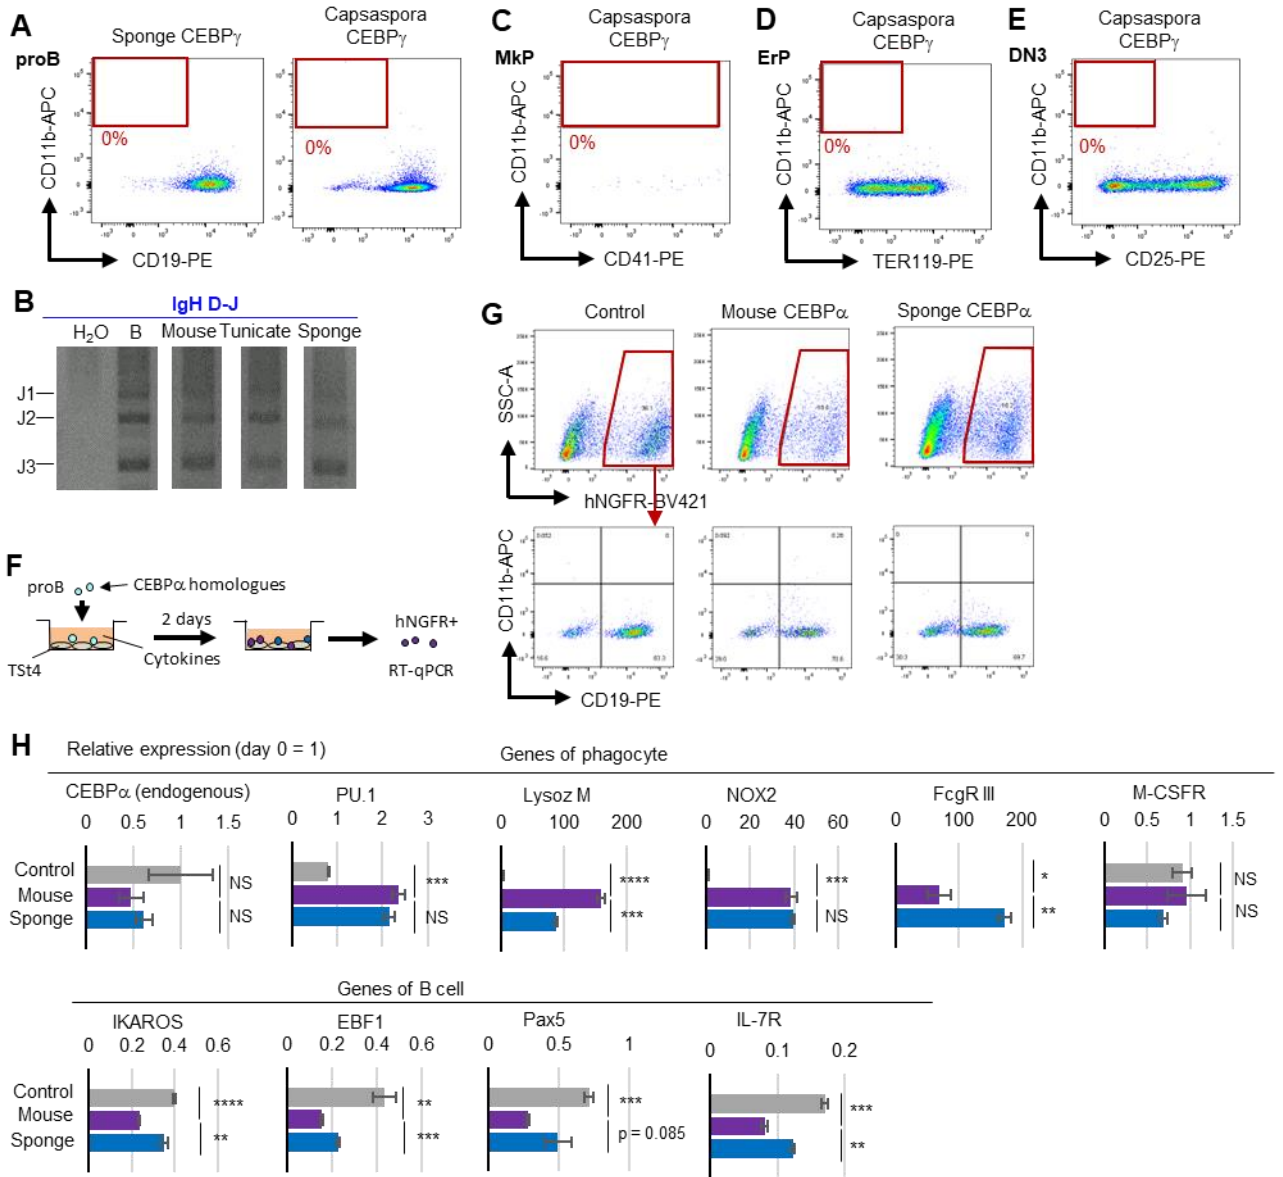 A
proB
Sponge CEBPγ
Capsaspora
CEBPγ
CD11b-APC
0%
0%
CD19-PE
C
MkP
Capsaspora
CEBPγ
CD11b-APC
0%
CD41-PE
D
ErP
Capsaspora
CEBPγ
CD11b-APC
0%
TER119-PE
E
DN3
Capsaspora
CEBPγ
CD11b-APC
0%
CD25-PE
B
IgH D-J
H2O B Mouse Tunicate Sponge
J1
J2
J3
F
proB
CEBPα homologues
2 days
TSt4
Cytokines
hNGFR+
RT-qPCR
G
Control
Mouse CEBPα
Sponge CEBPα
SSC-A
hNGFR-BV421
CD11b-APC
CD19-PE
H
Relative expression (day 0 = 1)
Genes of phagocyte
CEBPα (endogenous)
0 0.5 1 1.5
Control
Mouse
Sponge
NS
NS
PU.1
0 1 2 3
***
NS
Lysoz M
0 100 200
****
***
NOX2
0 20 40 60
***
NS
FcgR III
0 100 200
*
**
M-CSFR
0 0.5 1 1.5
NS
NS
Genes of B cell
IKAROS
0 0.2 0.4 0.6
Control
Mouse
Sponge
****
**
EBF1
0 0.2 0.4 0.6
**
***
Pax5
0 0.5 1
***
p = 0.085
IL-7R
0 0.1 0.2
***
**